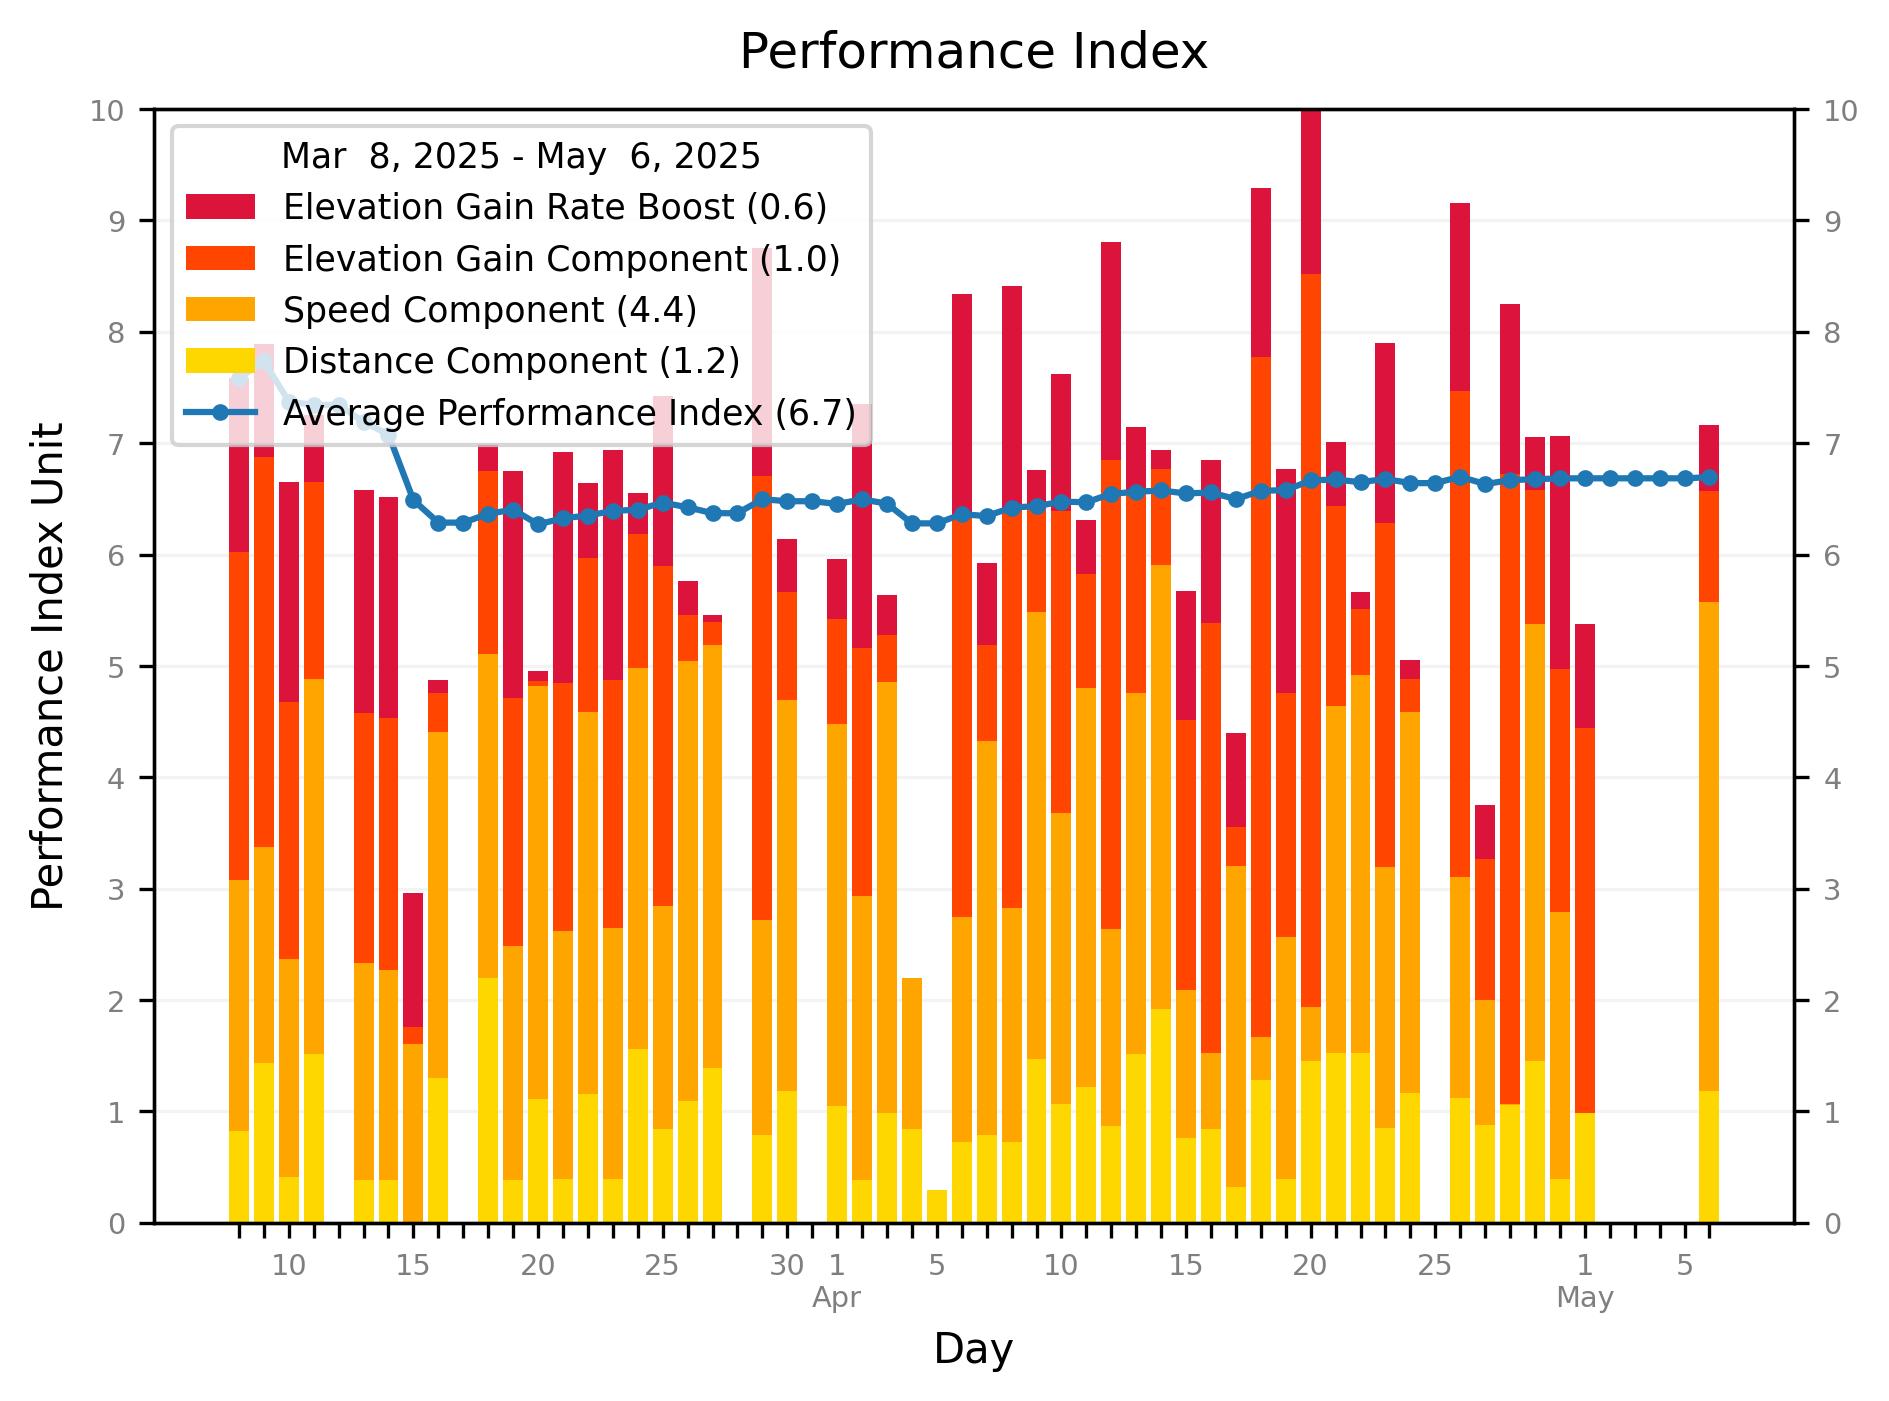 Performance Index
Mar  8, 2025 - May  6, 2025
Elevation Gain Rate Boost (0.6)
Elevation Gain Component (1.0)
Speed Component (4.4)
Distance Component (1.2)
Average Performance Index (6.7)
Performance Index Unit
10 10
9 9
8 8
7 7
6 6
5 5
4 4
3 3
2 2
1 1
0 0
10 15 20 25 30 1 5 10 15 20 25 1 5
Apr May
Day